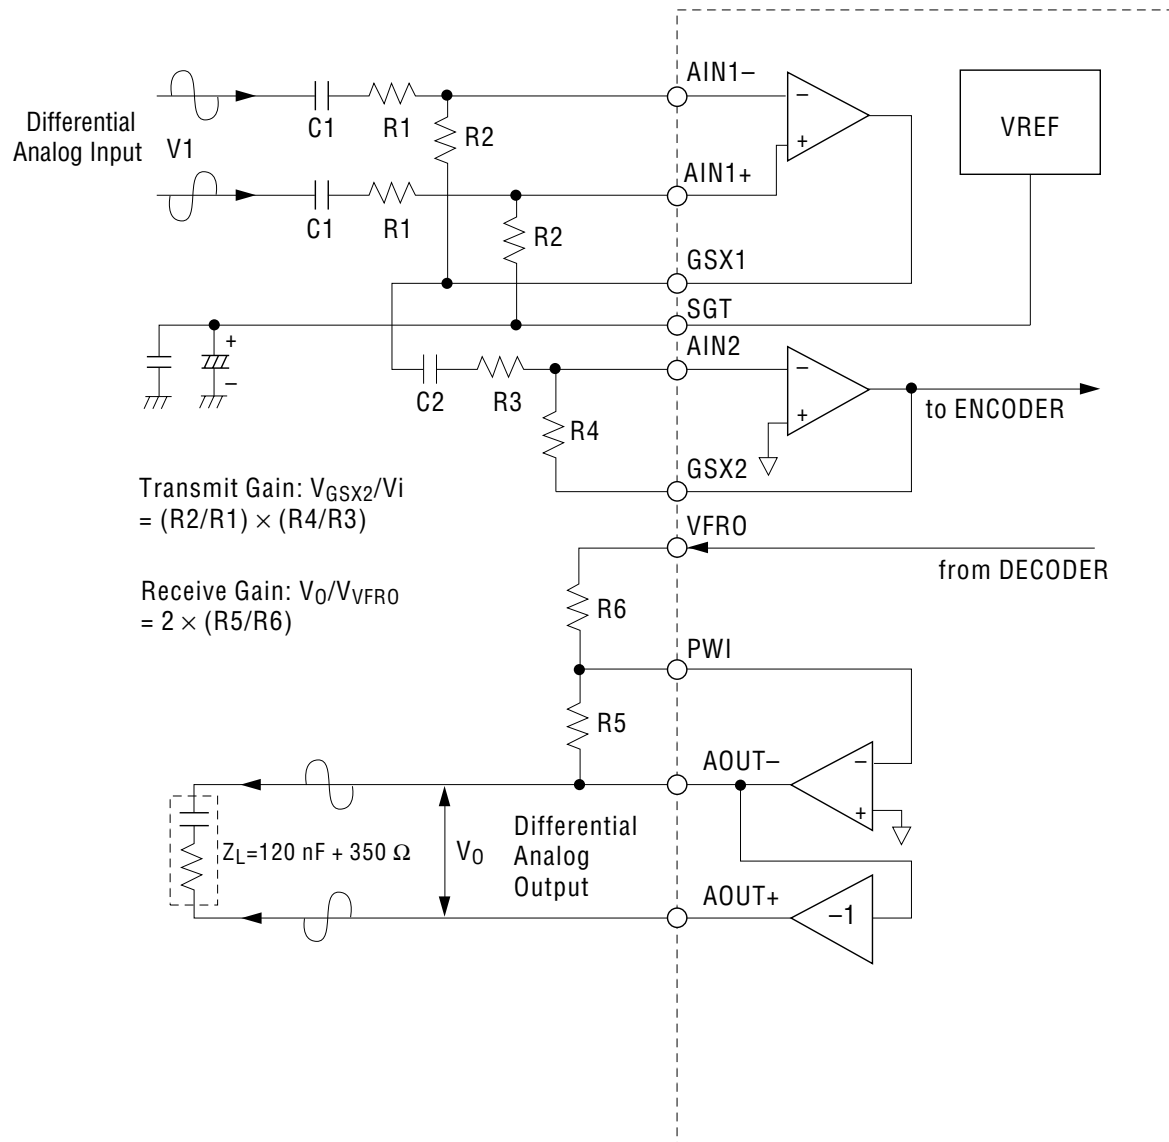 AIN1–
–
VREF
Differential
Analog Input
V1
C1
R1
R2
+
AIN1+
C1
R1
R2
GSX1
SGT
+
–
AIN2
–
C2
R3
R4
+
to ENCODER
GSX2
Transmit Gain: VGSX2/Vi
= (R2/R1) × (R4/R3)
VFRO
from DECODER
Receive Gain: VO/VVFRO
= 2 × (R5/R6)
R6
PWI
R5
AOUT–
–
+
ZL=120 nF + 350 Ω
VO
Differential
Analog
Output
AOUT+
–1